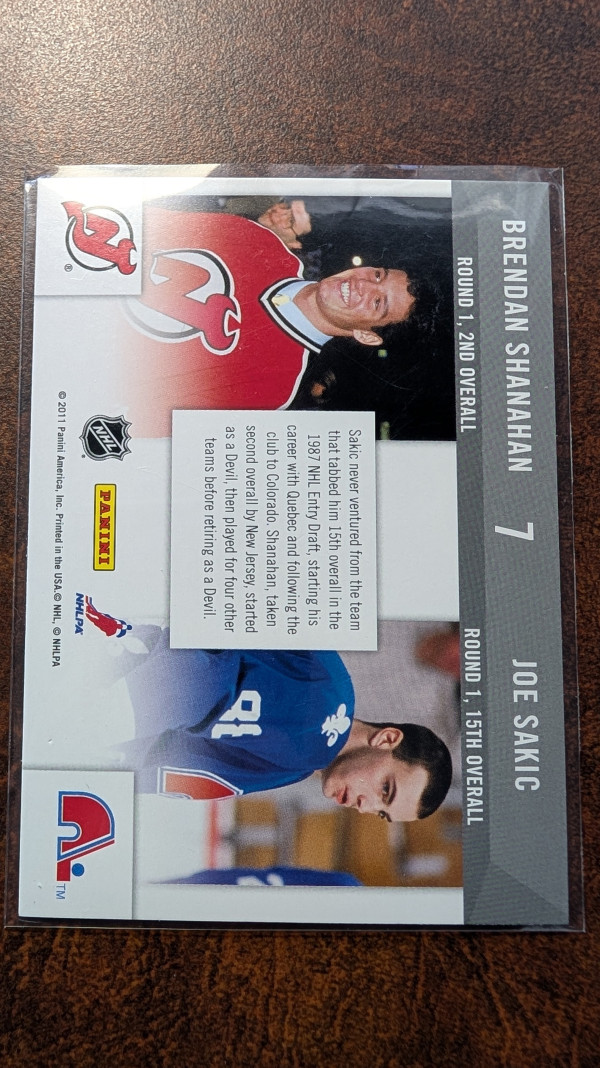 BRENDAN SHANAHAN
7
JOE SAKIC
ROUND 1, 2ND OVERALL
ROUND 1, 15TH OVERALL
Sakic never ventured from the team
that tabbed him 15th overall in the
1987 NHL Entry Draft, starting his
career with Quebec and following the
club to Colorado. Shanahan, taken
second overall by New Jersey, started
as a Devil, then played for four other
teams before retiring as a Devil.
88
®
NHL
PANINI
NHLPA
TM
© 2011 Panini America, Inc. Printed in the USA.© NHL, © NHLPA